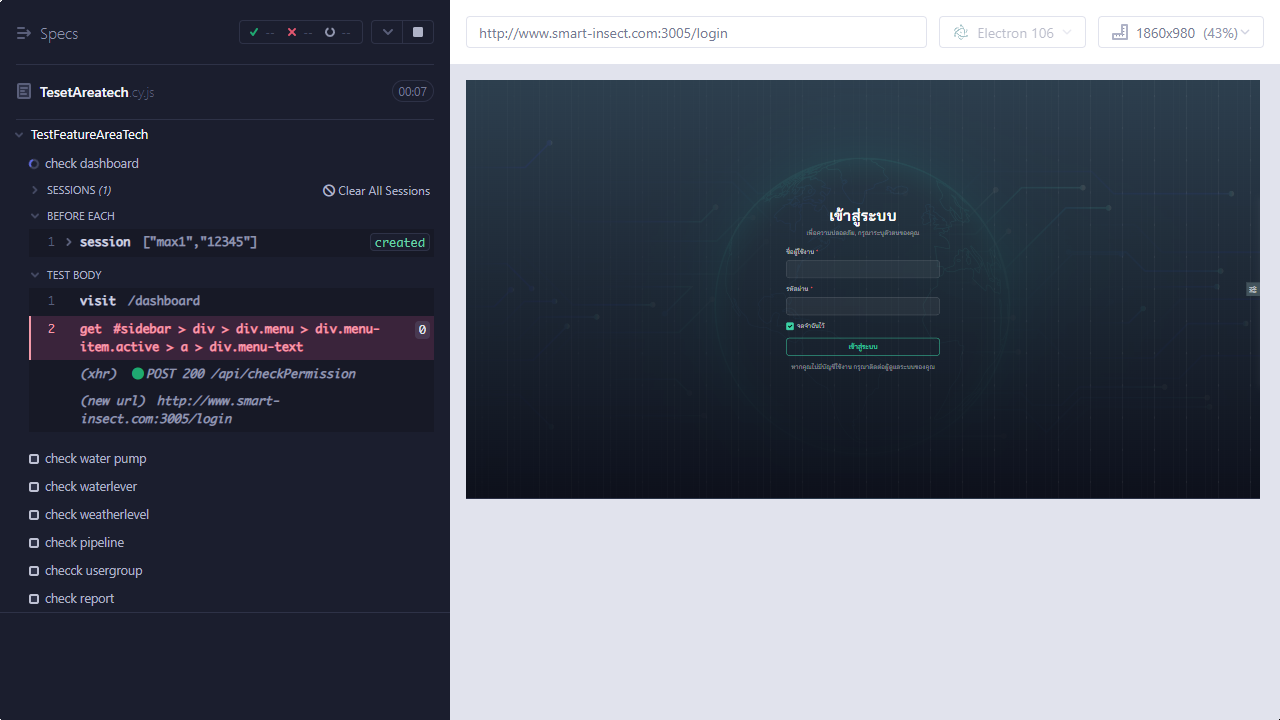 Specs
-- -- --
TesetAreatech.cy.js 00:07
TestFeatureAreaTech
check dashboard
SESSIONS (1) Clear All Sessions
BEFORE EACH
1 session ["max1","12345"] created
TEST BODY
1 visit /dashboard
2 get #sidebar > div > div.menu > div.menu- 0
item.active > a > div.menu-text
(xhr) POST 200 /api/checkPermission
(new url) http://www.smart-
insect.com:3005/login
check water pump
check waterlever
check weatherlevel
check pipeline
checck usergroup
check report
http://www.smart-insect.com:3005/login
Electron 106
1860x980 (43%)
เข้าสู่ระบบ
เพื่อความปลอดภัย, กรุณาระบุตัวตนของคุณ
ชื่อผู้ใช้งาน *
รหัสผ่าน *
จดจำฉันไว้
เข้าสู่ระบบ
หากคุณไม่มีบัญชีใช้งาน กรุณาติดต่อผู้ดูแลระบบของคุณ